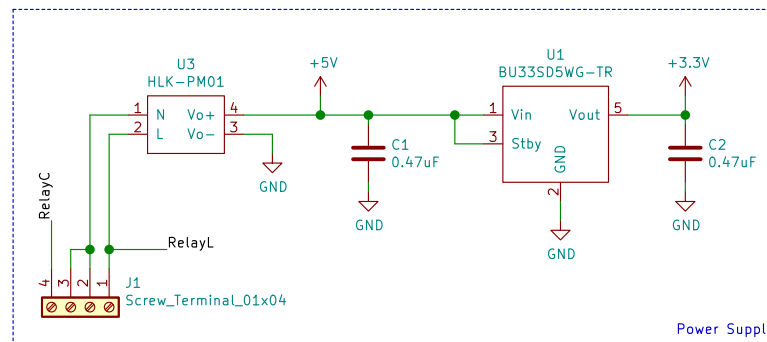 U3
HLK-PM01
1 N Vo+ 4
2 L Vo- 3
GND
+5V
C1
0.47uF
GND
U1
BU33SD5WG-TR
1 Vin Vout 5
3 Stby
GND
2
GND
+3.3V
C2
0.47uF
GND
RelayC
RelayL
4 3 2 1
J1
Screw_Terminal_01x04
Power Suppl